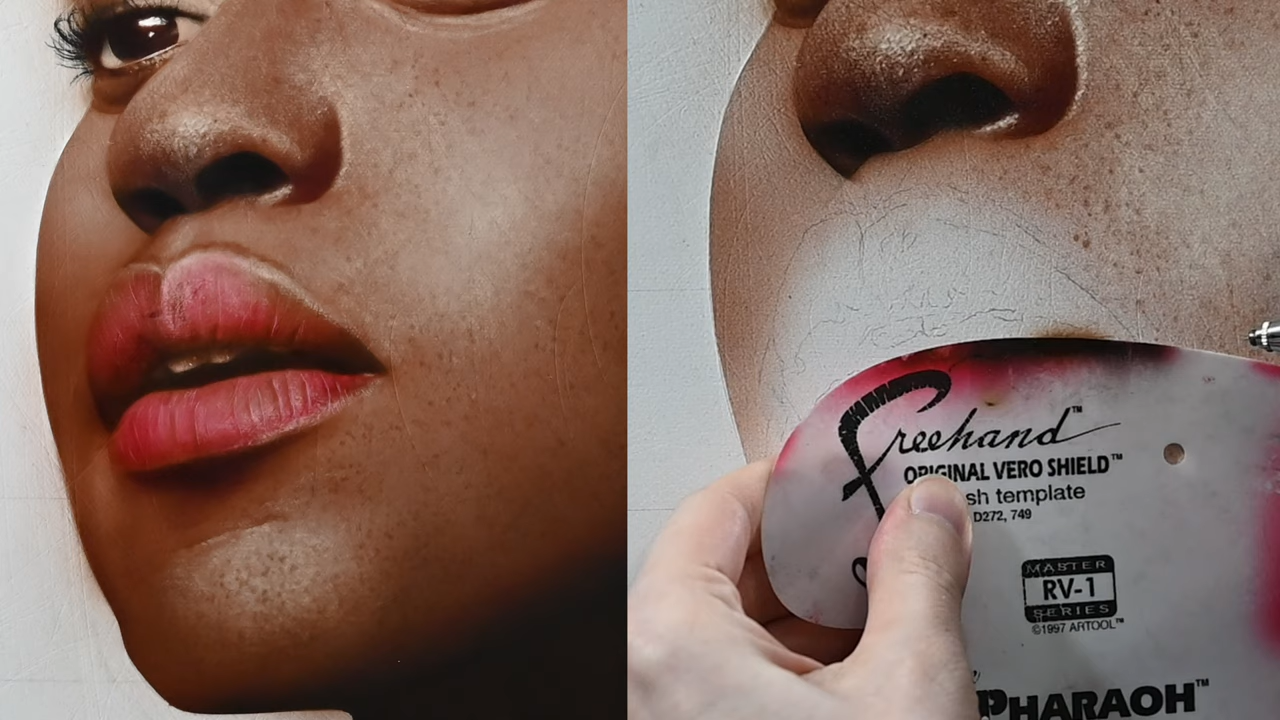 Freehand™
ORIGINAL VERO SHIELD™
sh template
D272, 749
MASTER
RV-1
SERIES
©1997 ARTOOL™
PHARAOH™